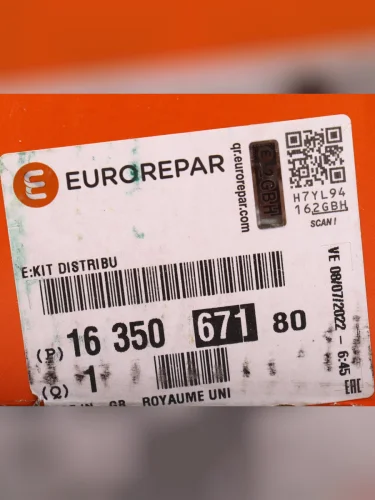 EUROREPAR
qr.eurorepar.com
H7YL94
162GBH
SCAN !
E:KIT DISTRIBU
(P) 16 350 671 80
(Q) 1
VE 08/07/2022 – 6:45
EAC
GB ROYAUME UNI